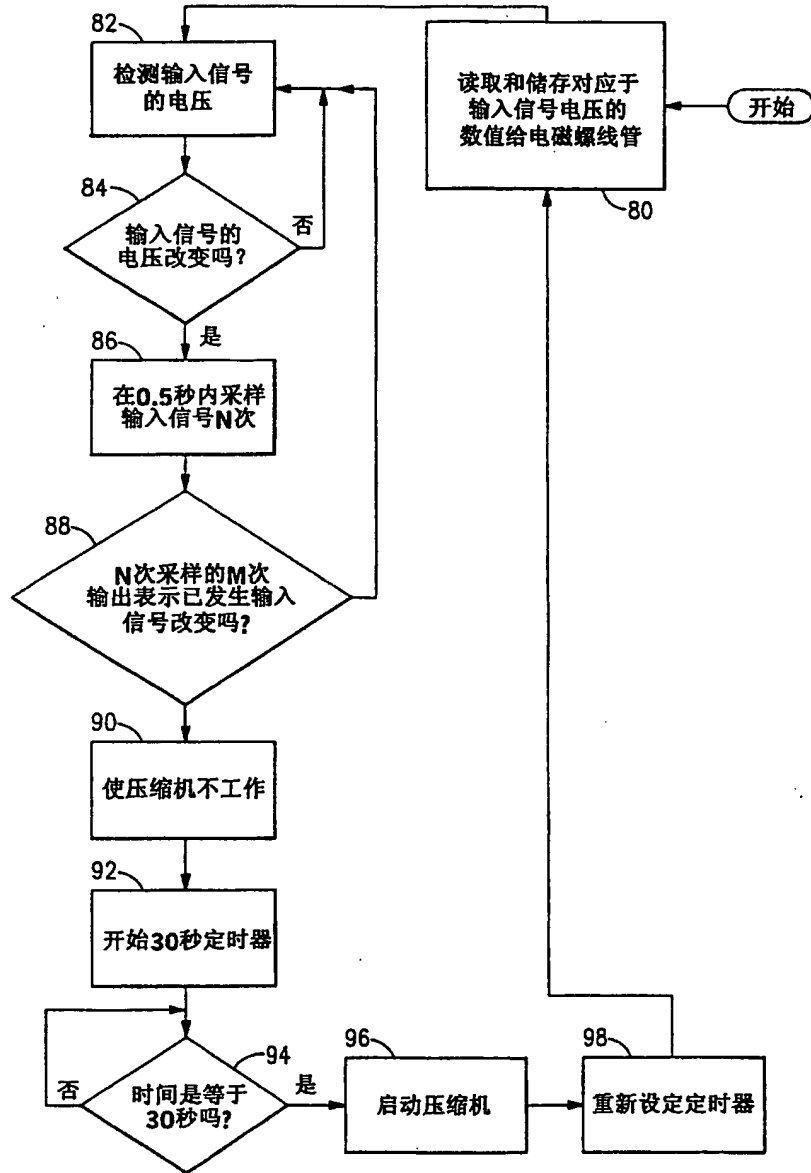 82
检测输入信号
的电压
读取和储存对应于
输入信号电压的
数值给电磁螺线管
开始
80
84
输入信号的
电压改变吗?
否
是
86
在0.5秒内采样
输入信号N次
88
N次采样的M次
输出表示已发生输入
信号改变吗?
90
使压缩机不工作
92
开始30秒定时器
94
时间是等于
30秒吗?
否
是
96
启动压缩机
98
重新设定定时器